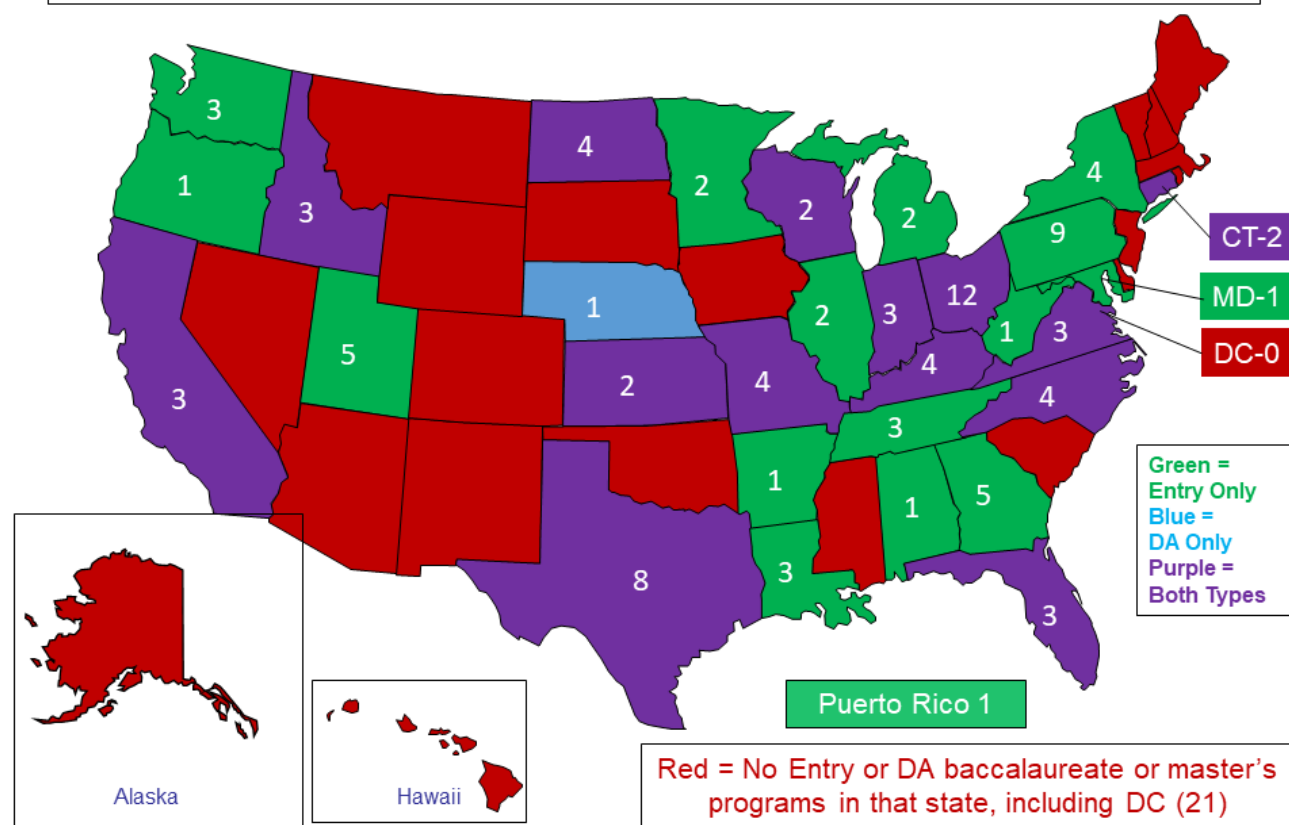 3
1
3
4
2
2
2
4
9
CT-2
MD-1
DC-0
1
2
3
12
1
3
5
3
2
4
4
4
3
1
1
5
8
3
3
Green =
Entry Only
Blue =
DA Only
Purple =
Both Types
Puerto Rico 1
Alaska
Hawaii
Red = No Entry or DA baccalaureate or master's
programs in that state, including DC (21)